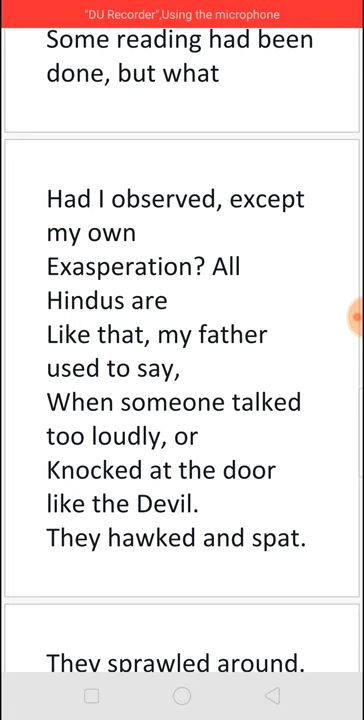 "DU Recorder",Using the microphone
Some reading had been
done, but what
Had I observed, except
my own
Exasperation? All
Hindus are
Like that, my father
used to say,
When someone talked
too loudly, or
Knocked at the door
like the Devil.
They hawked and spat.
They sprawled around.